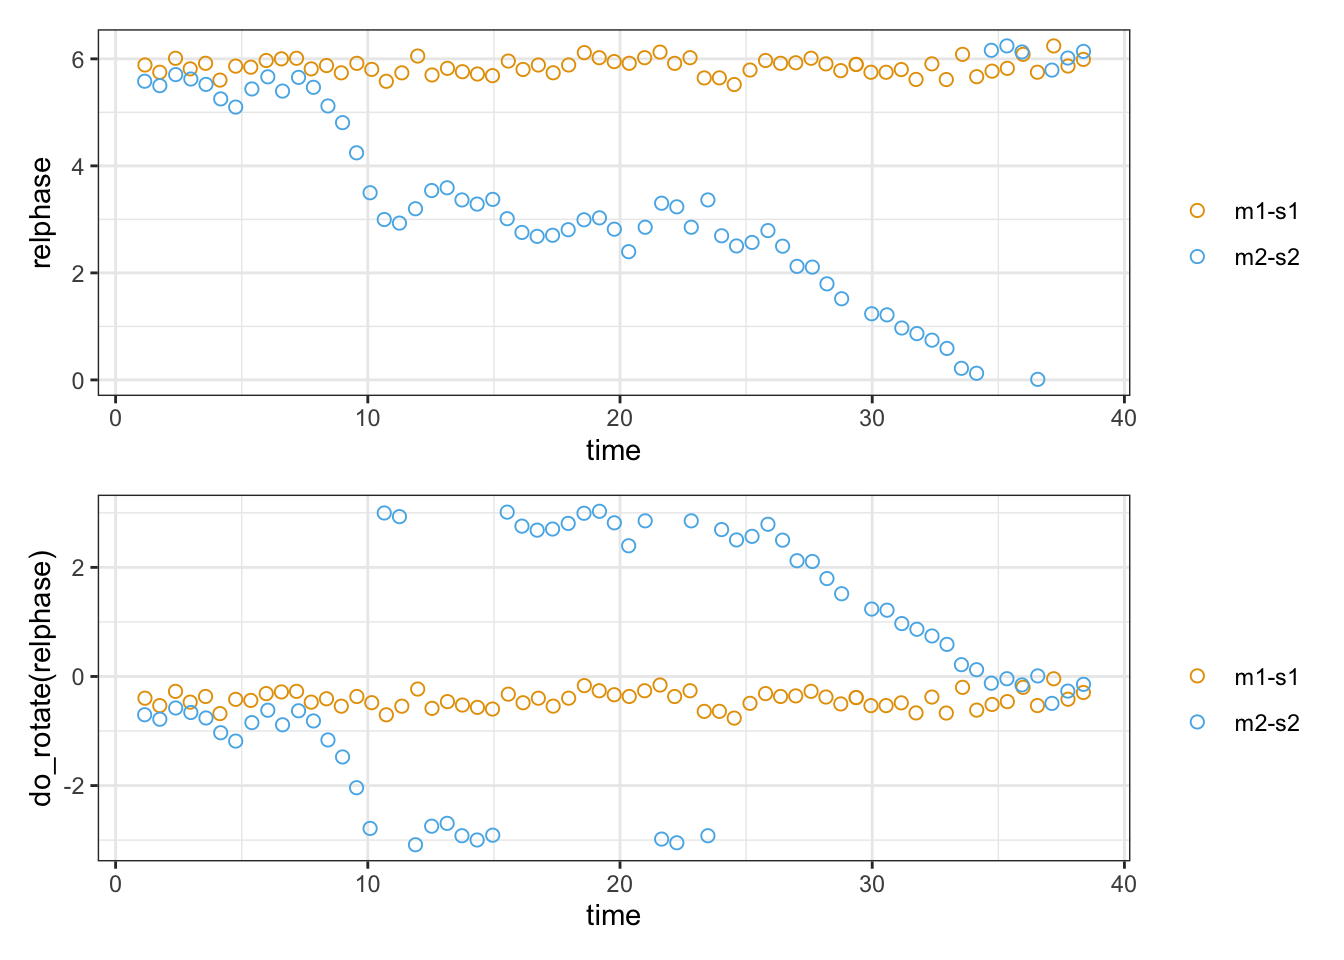 relphase
6
4
2
0
0 10 20 30 40
time
m1-s1
m2-s2
do_rotate(relphase)
2
0
-2
0 10 20 30 40
time
m1-s1
m2-s2